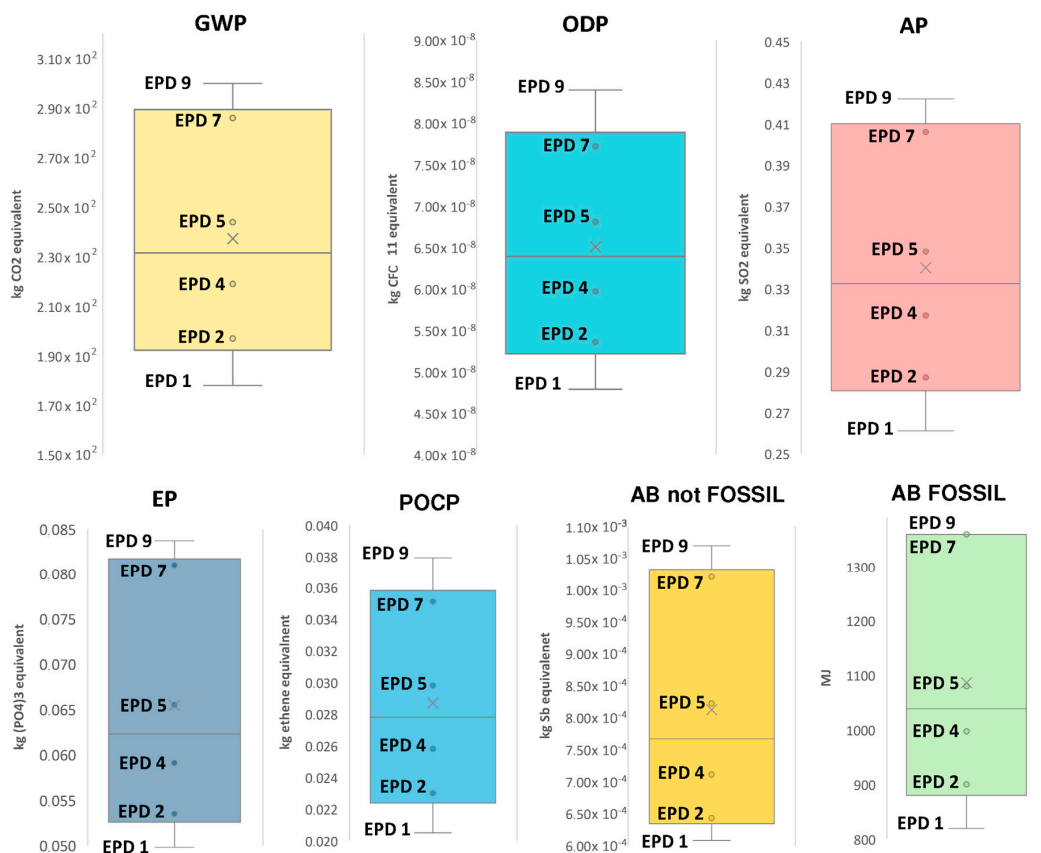 GWP
kg CO2 equivalent
3.10 x 10²
2.90 x 10²
2.70 x 10²
2.50 x 10²
2.30 x 10²
2.10 x 10²
1.90 x 10²
1.70 x 10²
1.50 x 10²
EPD 9
EPD 7
EPD 5
EPD 4
EPD 2
EPD 1
ODP
kg CFC 11 equivalent
9.00 x 10⁻⁸
8.50 x 10⁻⁸
8.00 x 10⁻⁸
7.50 x 10⁻⁸
7.00 x 10⁻⁸
6.50 x 10⁻⁸
6.00 x 10⁻⁸
5.50 x 10⁻⁸
5.00 x 10⁻⁸
4.50 x 10⁻⁸
4.00 x 10⁻⁸
EPD 9
EPD 7
EPD 5
EPD 4
EPD 2
EPD 1
AP
kg SO2 equivalent
0.45
0.43
0.41
0.39
0.37
0.35
0.33
0.31
0.29
0.27
0.25
EPD 9
EPD 7
EPD 5
EPD 4
EPD 2
EPD 1
EP
kg (PO4)3 equivalent
0.085
0.080
0.075
0.070
0.065
0.060
0.055
0.050
EPD 9
EPD 7
EPD 5
EPD 4
EPD 2
EPD 1
POCP
kg ethene equivalnent
0.040
0.038
0.036
0.034
0.032
0.030
0.028
0.026
0.024
0.022
0.020
EPD 9
EPD 7
EPD 5
EPD 4
EPD 2
EPD 1
AB not FOSSIL
kg Sb equivalenet
1.10 x 10⁻³
1.05 x 10⁻³
1.00 x 10⁻³
9.50 x 10⁻⁴
9.00 x 10⁻⁴
8.50 x 10⁻⁴
8.00 x 10⁻⁴
7.50 x 10⁻⁴
7.00 x 10⁻⁴
6.50 x 10⁻⁴
6.00 x 10⁻⁴
EPD 9
EPD 7
EPD 5
EPD 4
EPD 2
EPD 1
AB FOSSIL
MJ
1300
1200
1100
1000
900
800
EPD 9
EPD 7
EPD 5
EPD 4
EPD 2
EPD 1